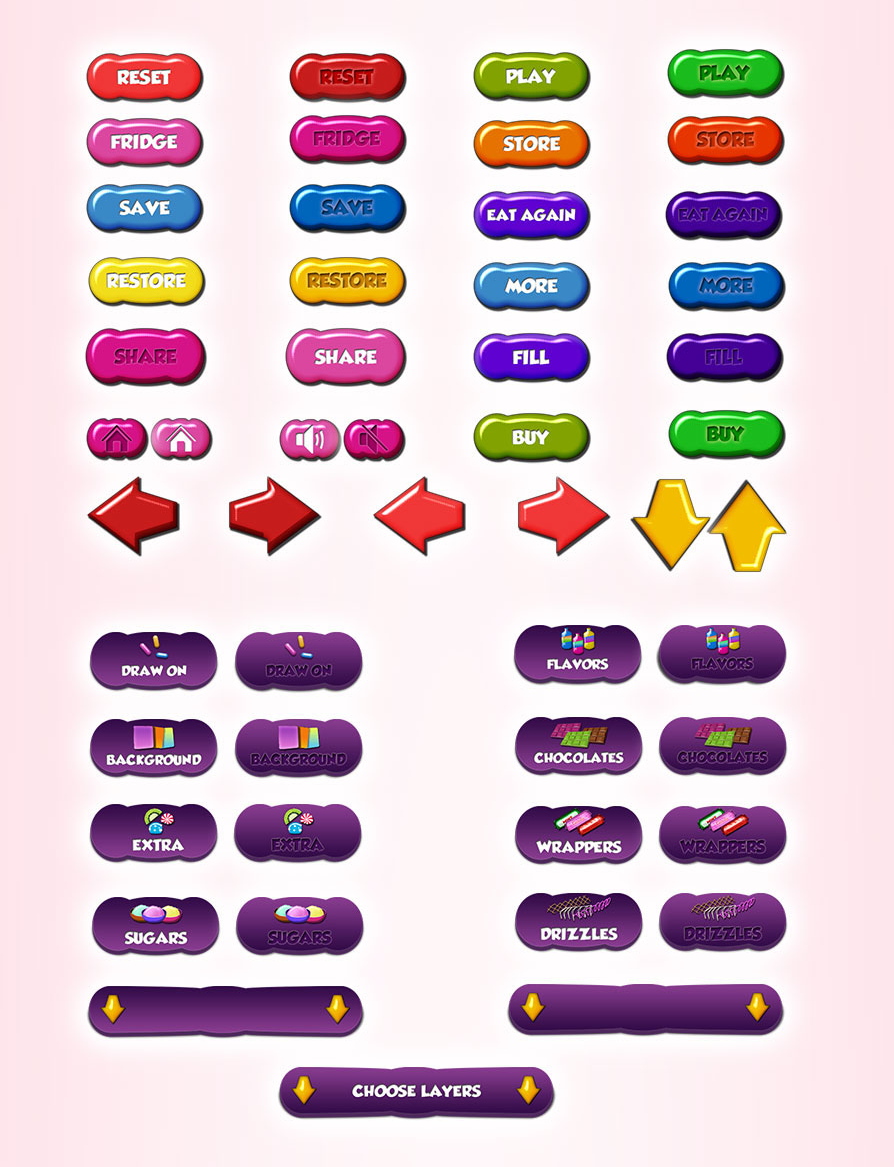 RESET RESET PLAY PLAY
FRIDGE FRIDGE STORE STORE
SAVE SAVE EAT AGAIN EAT AGAIN
RESTORE RESTORE MORE MORE
SHARE SHARE FILL FILL
BUY BUY
DRAW ON DRAW ON FLAVORS FLAVORS
BACKGROUND BACKGROUND CHOCOLATES CHOCOLATES
EXTRA EXTRA WRAPPERS WRAPPERS
SUGARS SUGARS DRIZZLES DRIZZLES
CHOOSE LAYERS